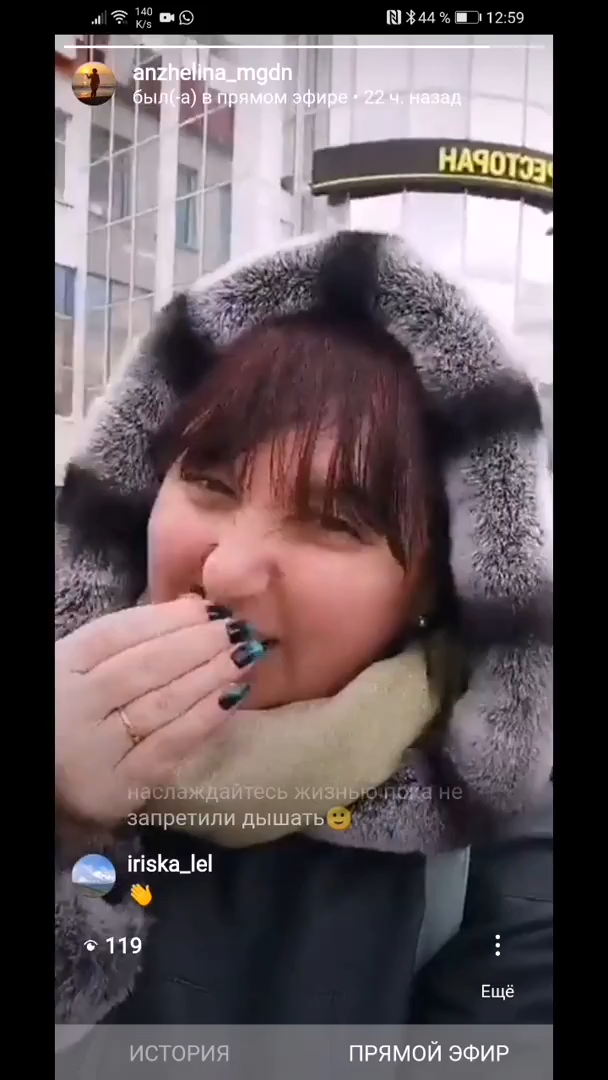 140
K/s
44 %
12:59
anzhelina_mgdn
был(-а) в прямом эфире • 22 ч. назад
РЕСТОРАН
наслаждайтесь жизнью пока не
запретили дышать🙂
iriska_lel
👋
119
Ещё
ИСТОРИЯ
ПРЯМОЙ ЭФИР